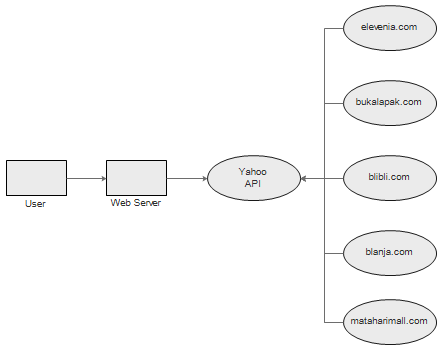 elevenia.com
bukalapak.com
Yahoo
API
blibli.com
User
Web Server
blanja.com
mataharimall.com